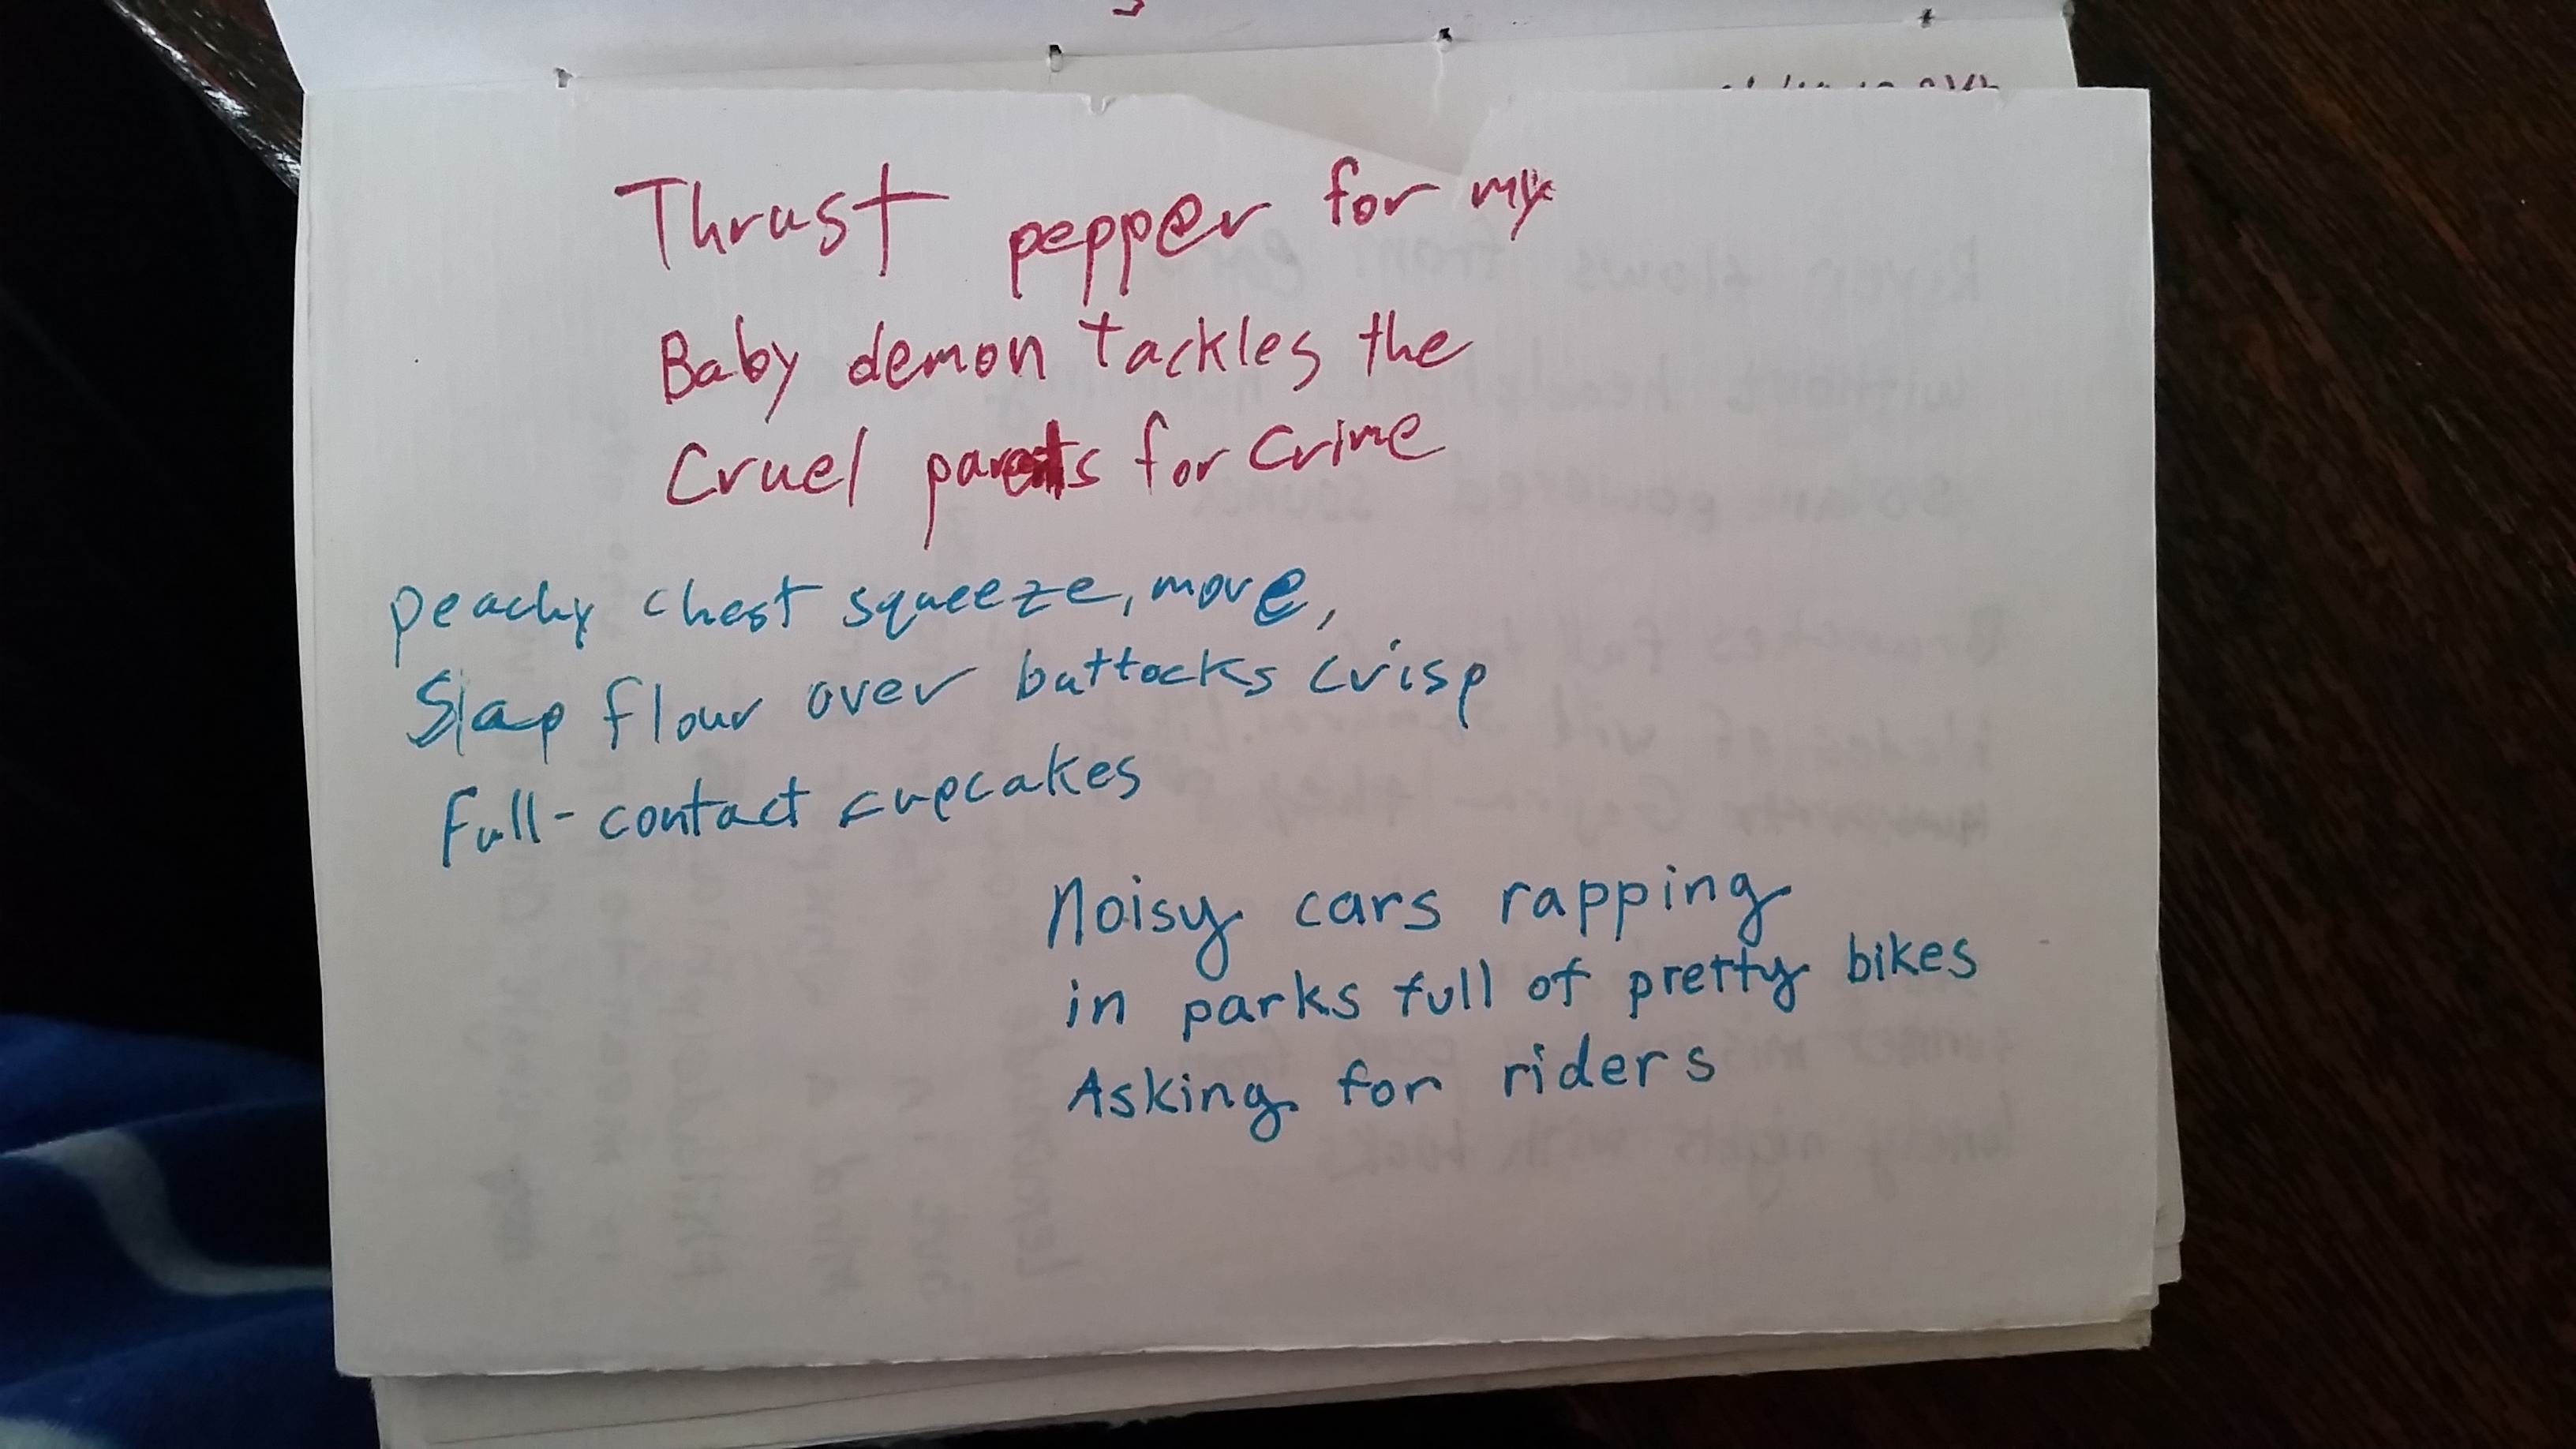 Thrust pepper for my
Baby demon tackles the
Cruel parents for Crime
peachy chest squeeze, move,
Slap flour over buttocks crisp
Full-contact cupcakes
Noisy cars rapping
in parks full of pretty bikes
Asking for riders